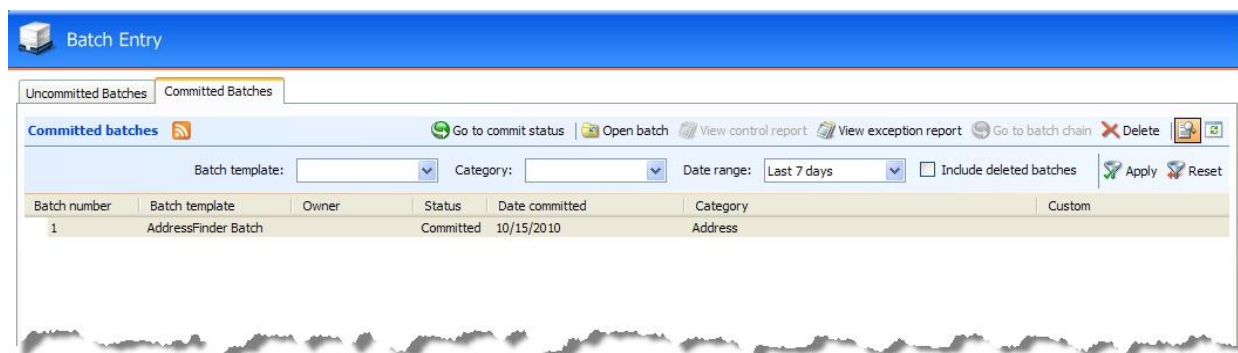 Batch Entry
Uncommitted Batches Committed Batches
Committed batches Go to commit status Open batch View control report View exception report Go to batch chain Delete
Batch template: Category: Date range: Last 7 days Include deleted batches Apply Reset
Batch number Batch template Owner Status Date committed Category Custom
1 AddressFinder Batch Committed 10/15/2010 Address